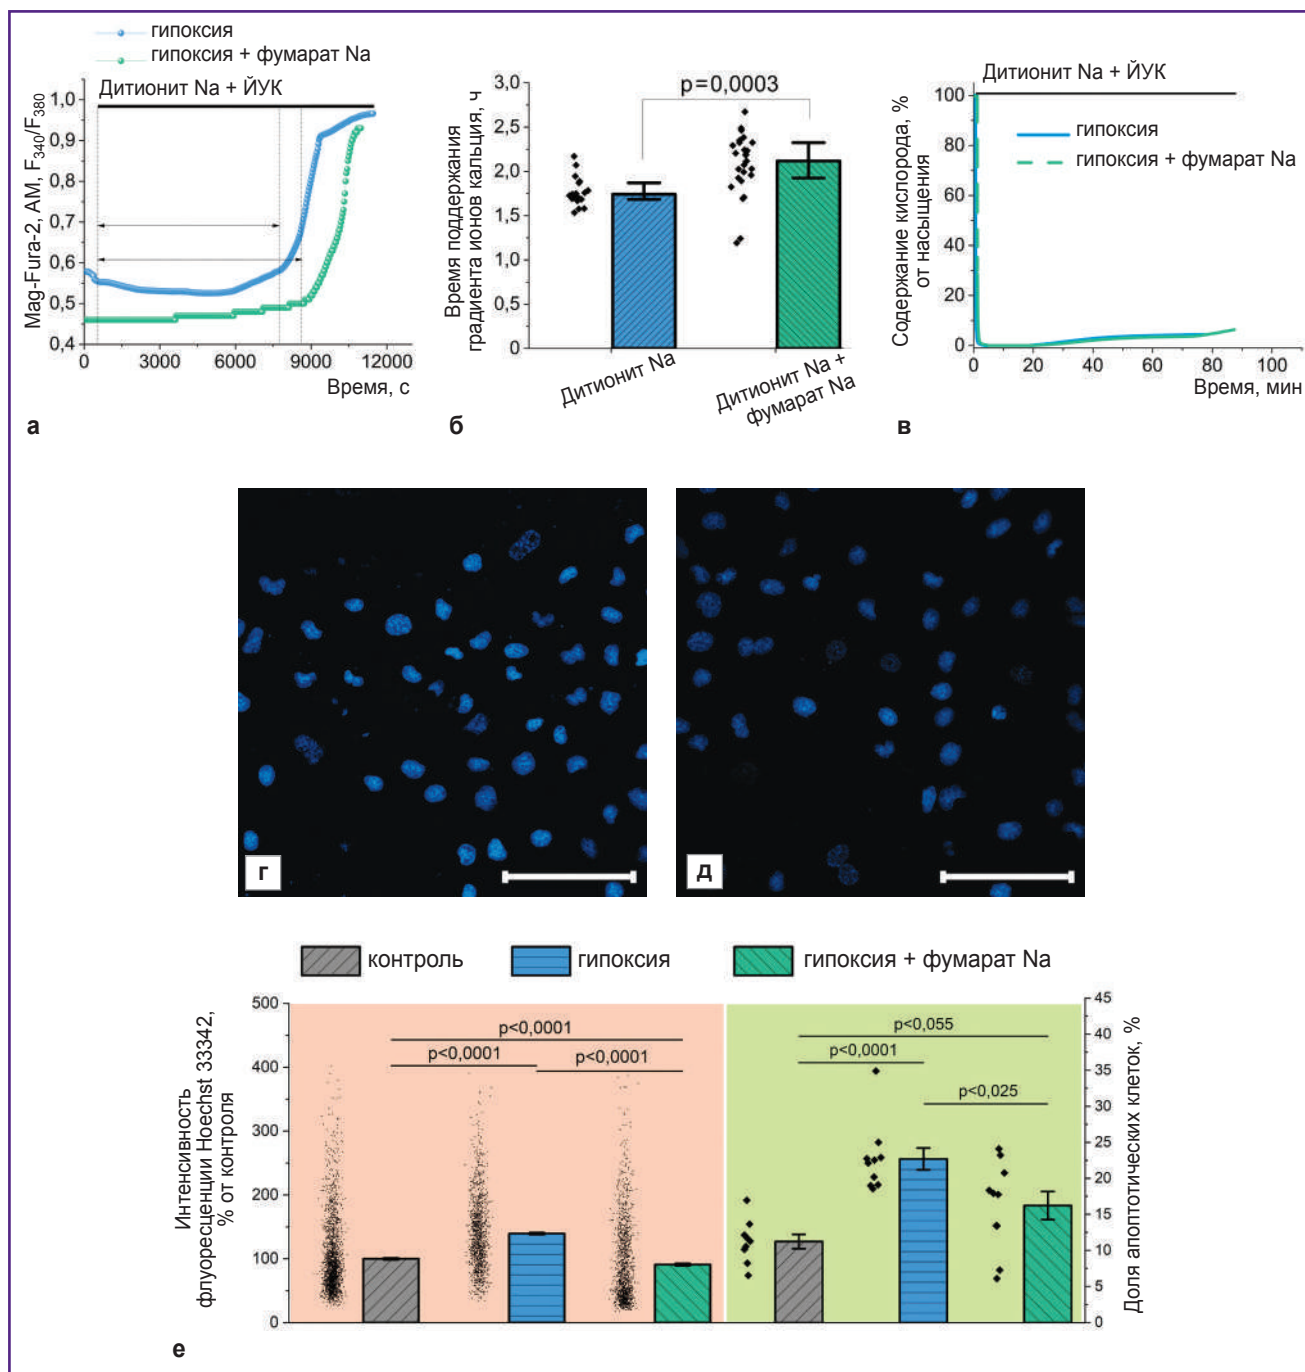 гипоксия
гипоксия + фумарат Na
Дитионит Na + ЙУК
Mag-Fura-2, AM, F340/F380
1,0
0,9
0,8
0,7
0,6
0,5
0,4
0
3000
6000
9000
12000
Время, с
а
p=0,0003
Время поддержания
градиента ионов кальция, ч
3,0
2,5
2,0
1,5
1,0
0,5
0
Дитионит Na
Дитионит Na +
фумарат Na
б
Дитионит Na + ЙУК
гипоксия
гипоксия + фумарат Na
Содержание кислорода, %
от насыщения
100
80
60
40
20
0
0
20
40
60
80
100
Время, мин
в
г
д
контроль
гипоксия
гипоксия + фумарат Na
Интенсивность
флуоресценции Hoechst 33342,
% от контроля
500
400
300
200
100
0
p<0,0001
p<0,0001
p<0,0001
p<0,055
p<0,0001
p<0,025
45
40
35
30
25
20
15
10
5
0
Доля апоптотических клеток, %
е